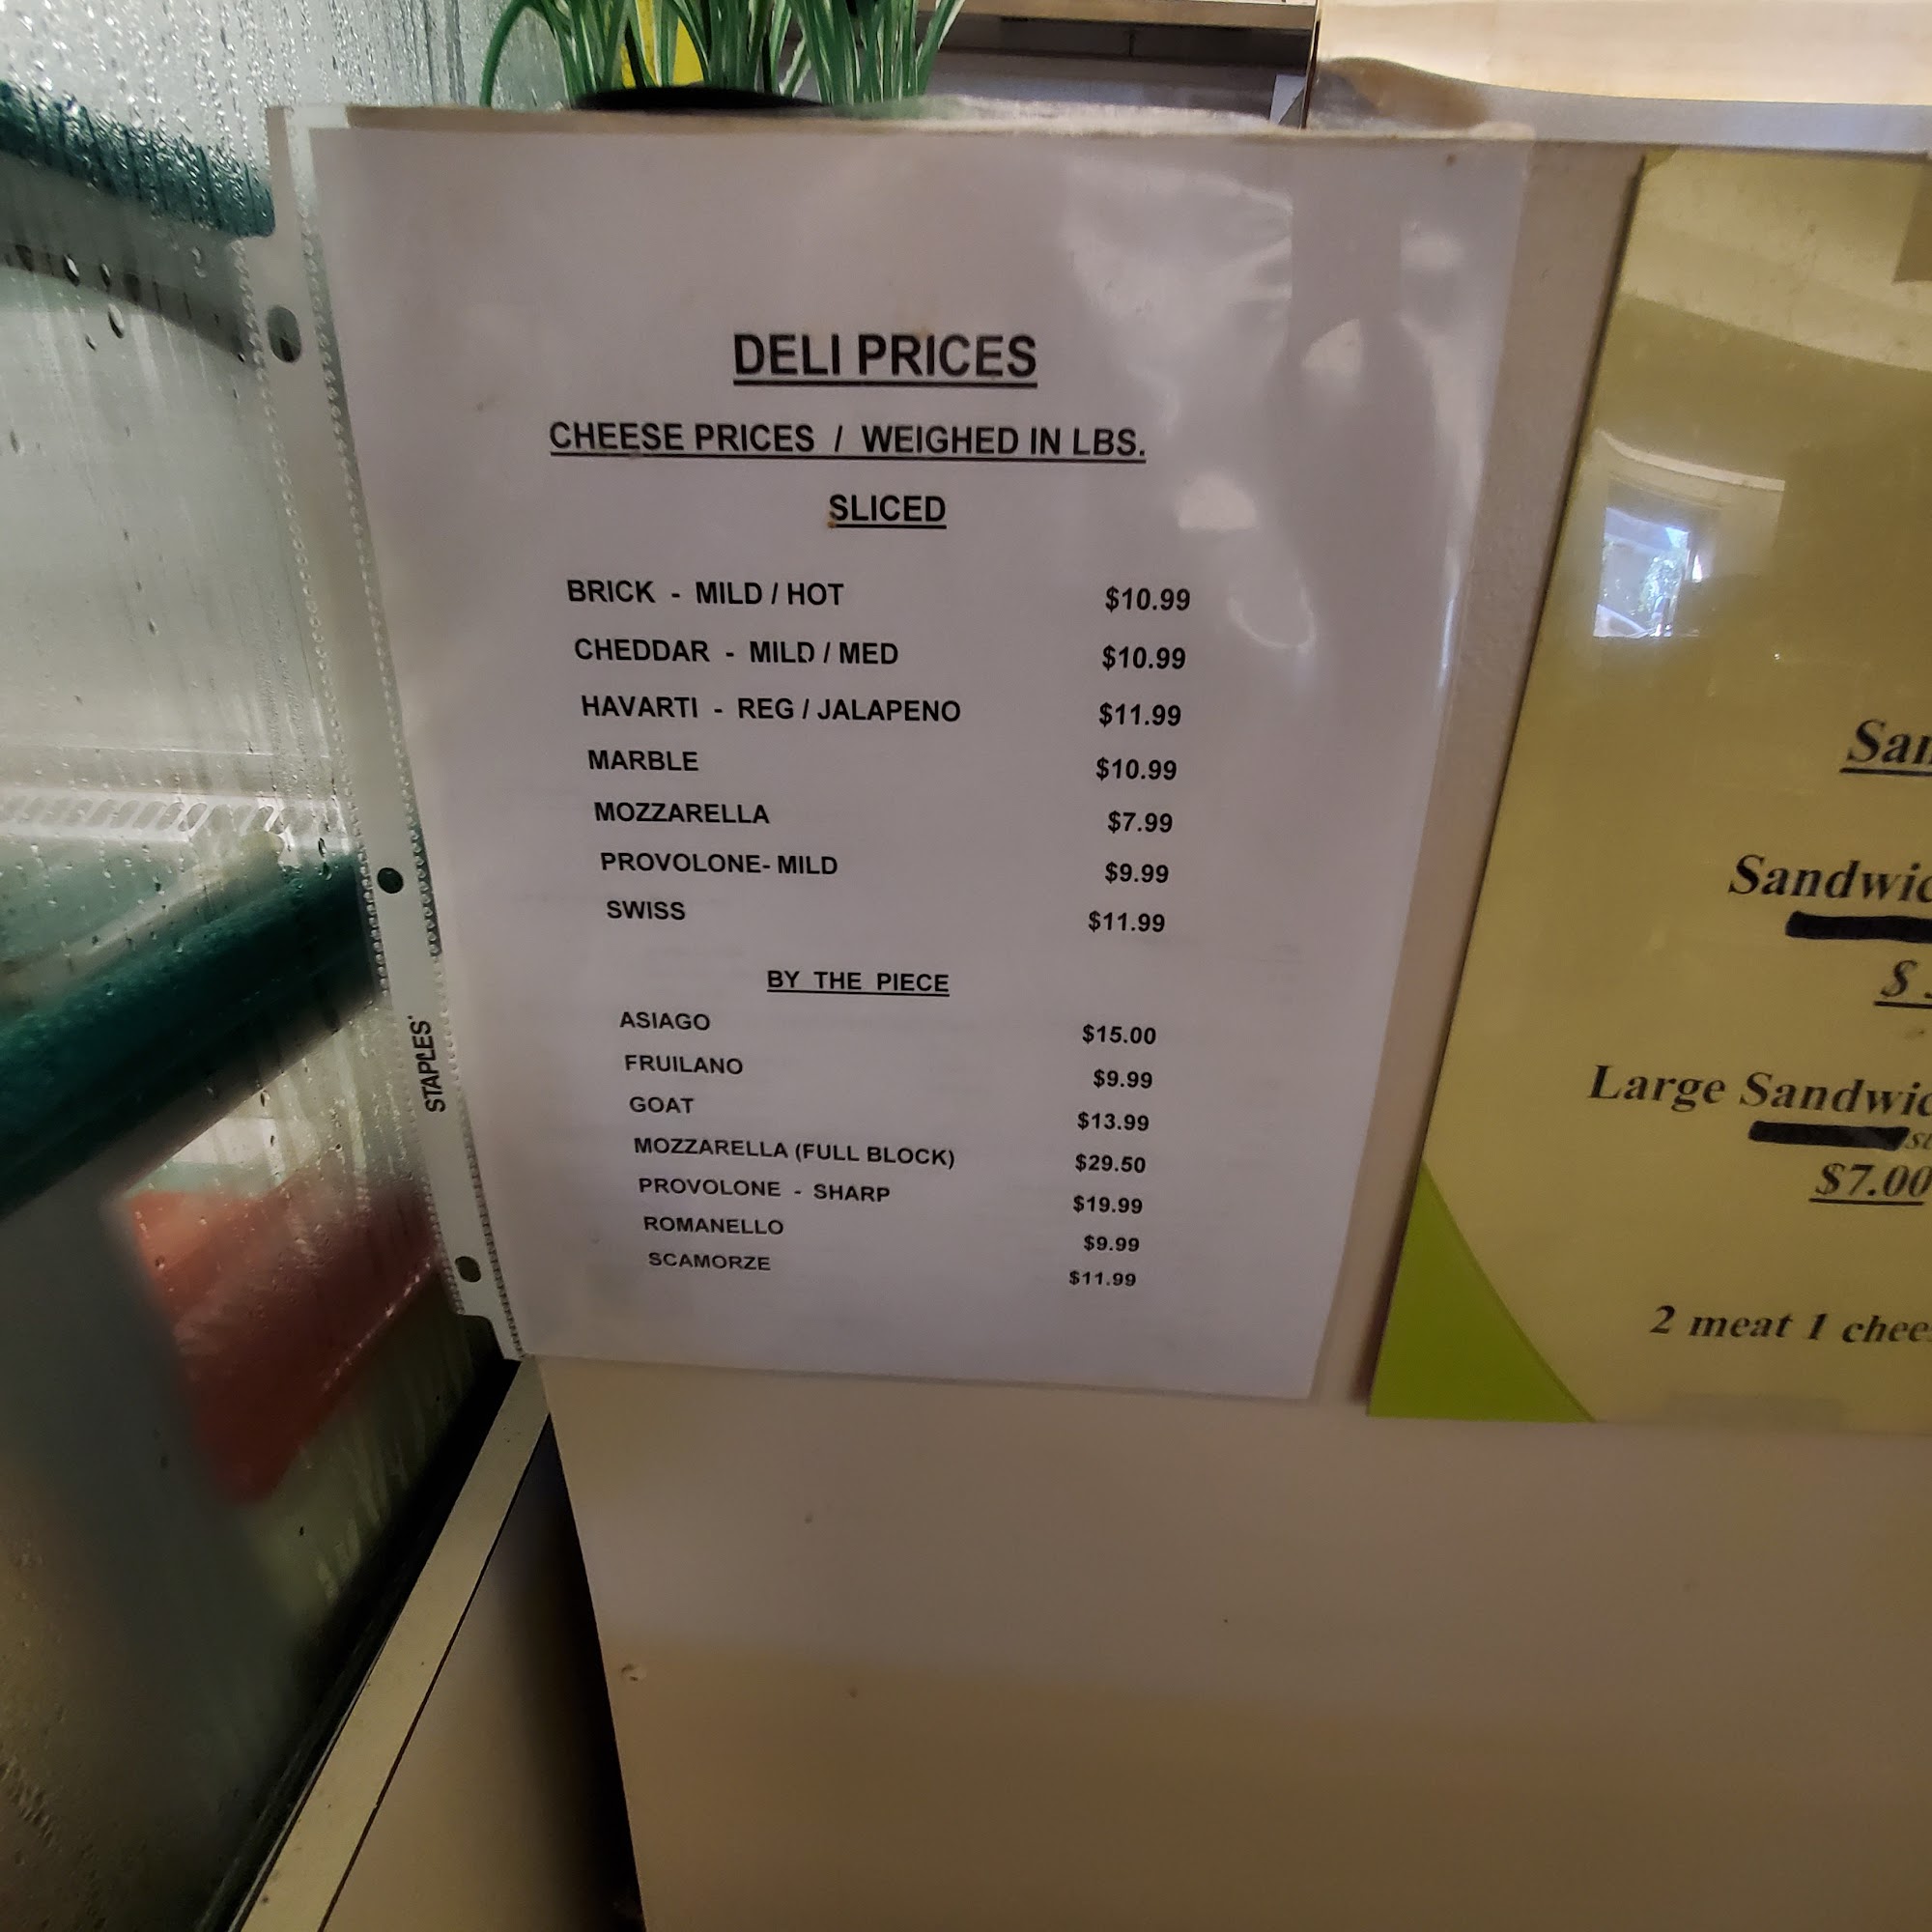 DELI PRICES
CHEESE PRICES / WEIGHED IN LBS.
SLICED
BRICK - MILD / HOT $10.99
CHEDDAR - MILD / MED $10.99
HAVARTI - REG / JALAPENO $11.99
MARBLE $10.99
MOZZARELLA $7.99
PROVOLONE- MILD $9.99
SWISS $11.99
BY THE PIECE
ASIAGO $15.00
FRUILANO $9.99
GOAT $13.99
MOZZARELLA (FULL BLOCK) $29.50
PROVOLONE - SHARP $19.99
ROMANELLO $9.99
SCAMORZE $11.99
STAPLES
San
Sandwic
$
Large Sandwic
$7.00
2 meat 1 chee